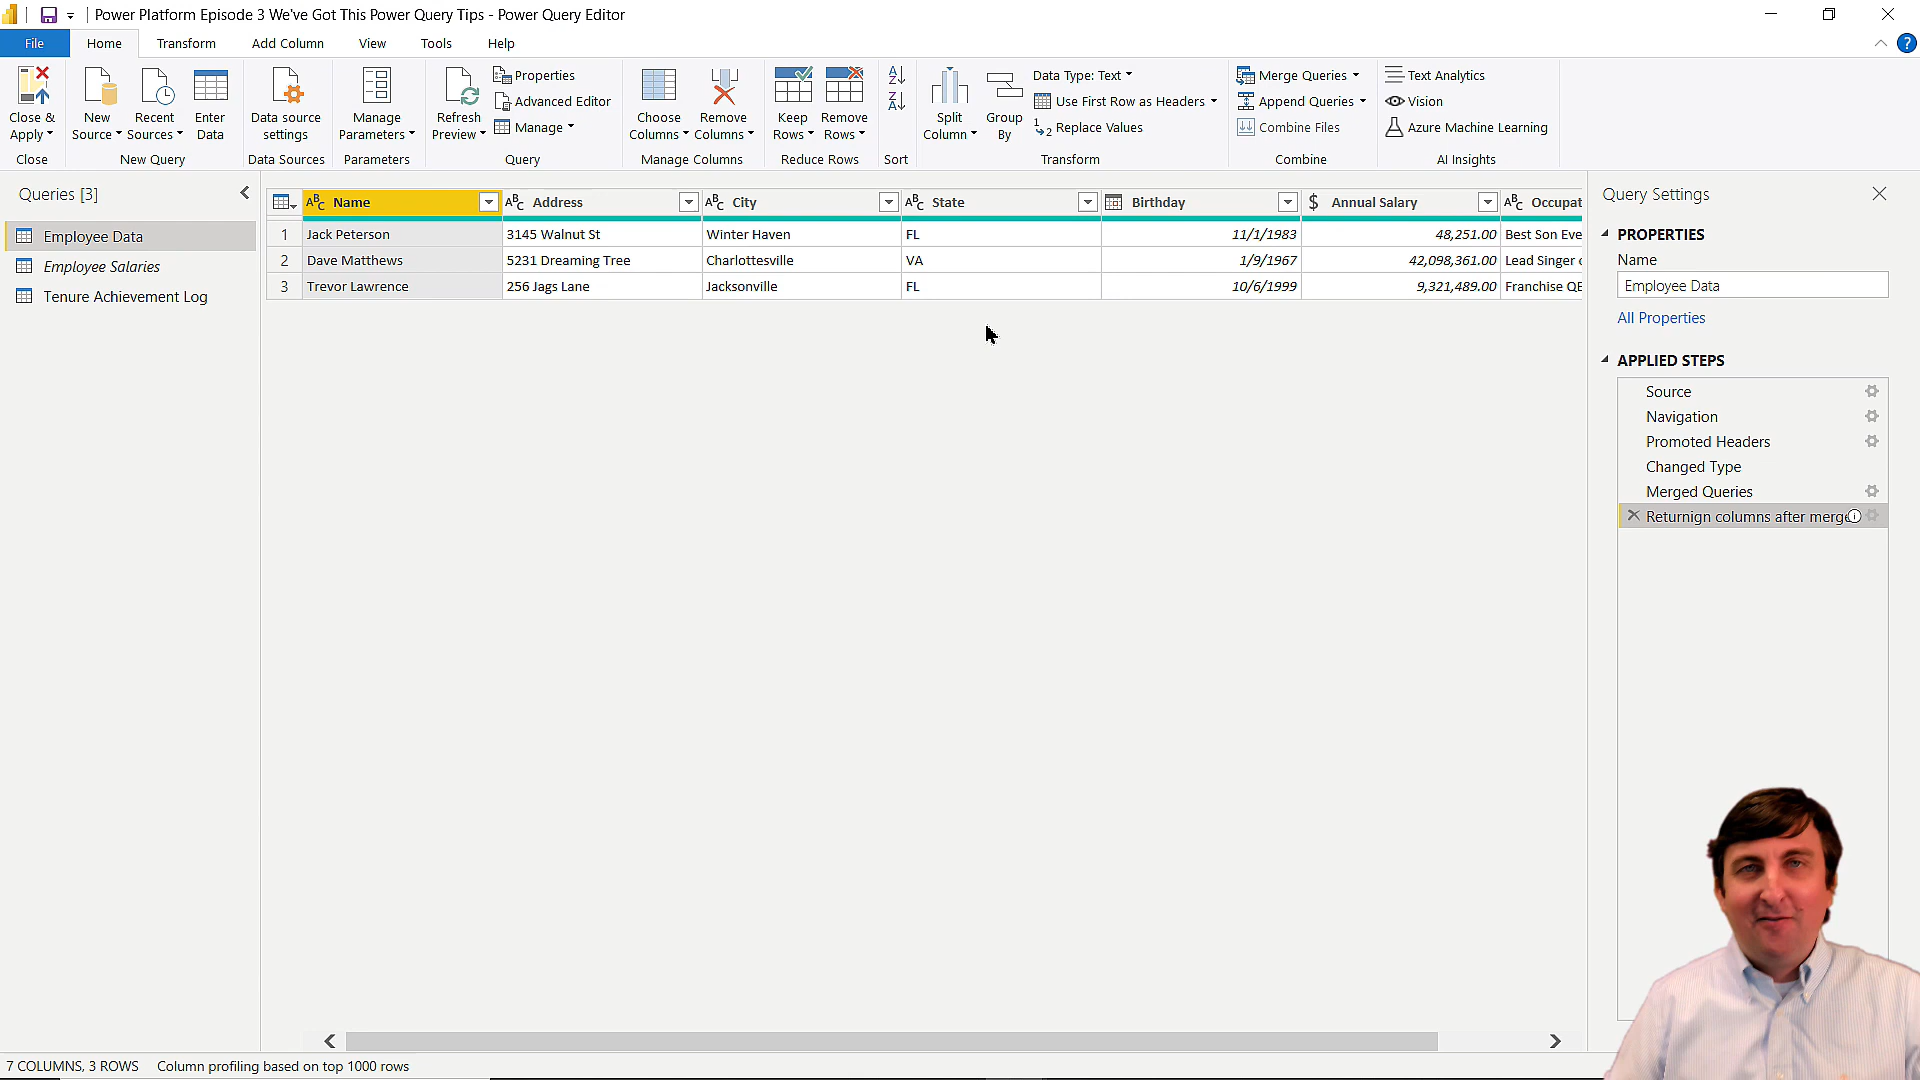 Power Platform Episode 3 We've Got This Power Query Tips - Power Query Editor
File Home Transform Add Column View Tools Help
Close & Apply
Close
New Source
Recent Sources
Enter Data
New Query
Data source settings
Data Sources
Manage Parameters
Parameters
Refresh Preview
Properties
Advanced Editor
Manage
Query
Choose Columns
Remove Columns
Manage Columns
Keep Rows
Remove Rows
Reduce Rows
Sort
Split Column
Group By
Data Type: Text
Use First Row as Headers
Replace Values
Transform
Merge Queries
Append Queries
Combine Files
Combine
Text Analytics
Vision
Azure Machine Learning
AI Insights
Queries [3]
Employee Data
Employee Salaries
Tenure Achievement Log
Name Address City State Birthday Annual Salary Occupat
1 Jack Peterson 3145 Walnut St Winter Haven FL 11/1/1983 48,251.00 Best Son Eve
2 Dave Matthews 5231 Dreaming Tree Charlottesville VA 1/9/1967 42,098,361.00 Lead Singer
3 Trevor Lawrence 256 Jags Lane Jacksonville FL 10/6/1999 9,321,489.00 Franchise QB
Query Settings
PROPERTIES
Name
Employee Data
All Properties
APPLIED STEPS
Source
Navigation
Promoted Headers
Changed Type
Merged Queries
Returnign columns after merge
7 COLUMNS, 3 ROWS Column profiling based on top 1000 rows